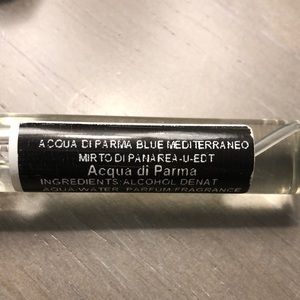 ACQUA DI PARMA BLUE MEDITERRANEO
MIRTO DI PANAREA-U-EDT
Acqua di Parma
INGREDIENTS:ALCOHOL DENAT
AQUA-WATER, PARFUM-FRAGRANCE